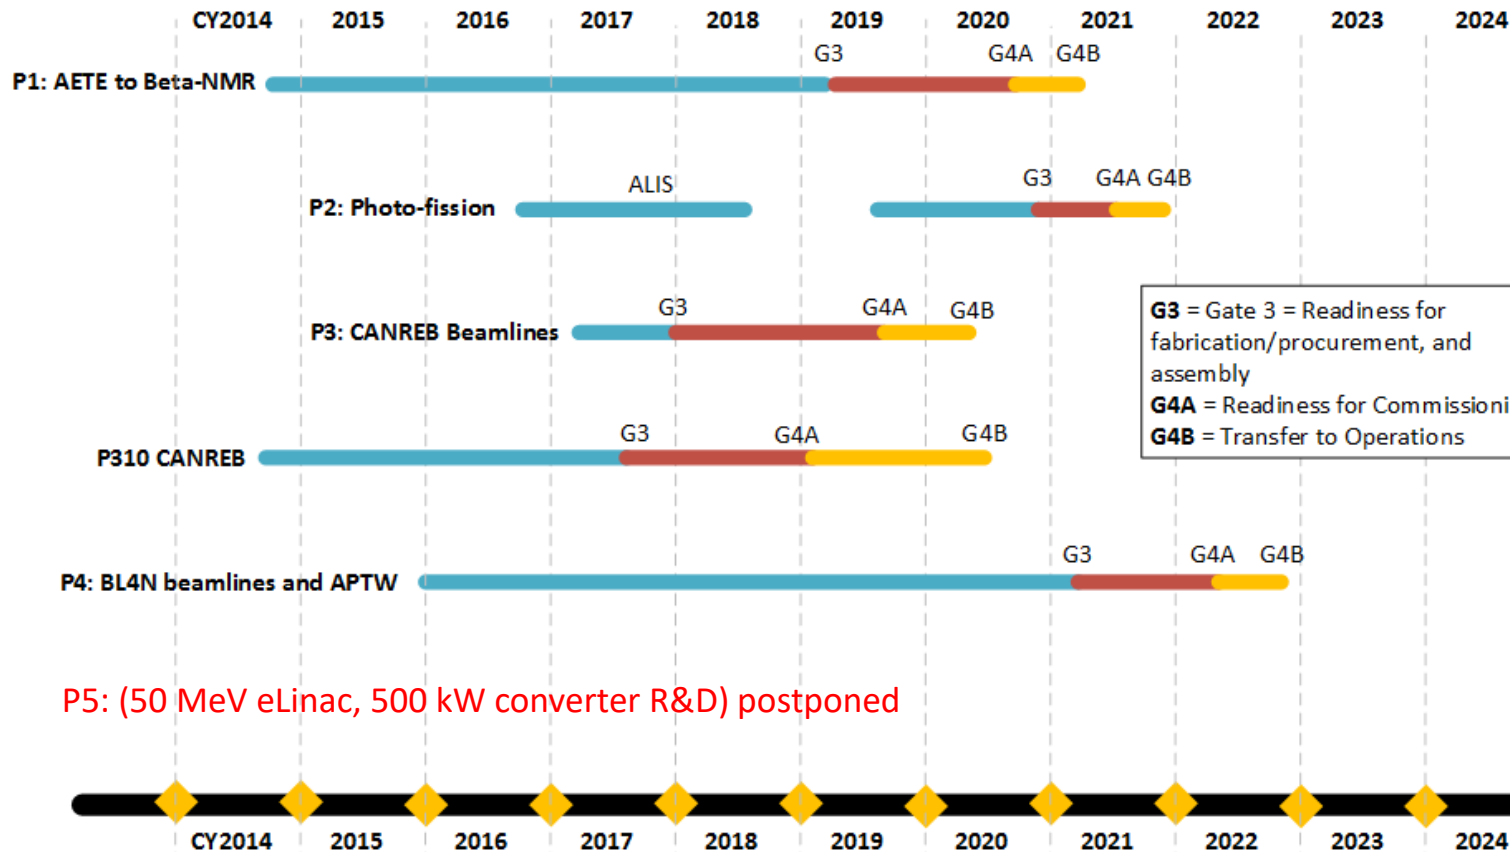 CY2014 2015 2016 2017 2018 2019 2020 2021 2022 2023 2024
G3 G4A G4B
P1: AETE to Beta-NMR
ALIS G3 G4A G4B
P2: Photo-fission
G3 G4A G4B
P3: CANREB Beamlines
G3 = Gate 3 = Readiness for
fabrication/procurement, and
assembly
G4A = Readiness for Commissioni
G4B = Transfer to Operations
G3 G4A G4B
P310 CANREB
G3 G4A G4B
P4: BL4N beamlines and APTW
P5: (50 MeV eLinac, 500 kW converter R&D) postponed
CY2014 2015 2016 2017 2018 2019 2020 2021 2022 2023 2024